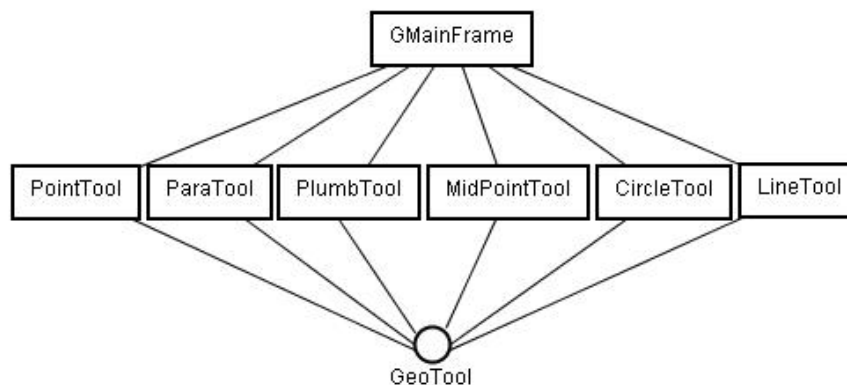 GMainFrame
PointTool
ParaTool
PlumbTool
MidPointTool
CircleTool
LineTool
GeoTool